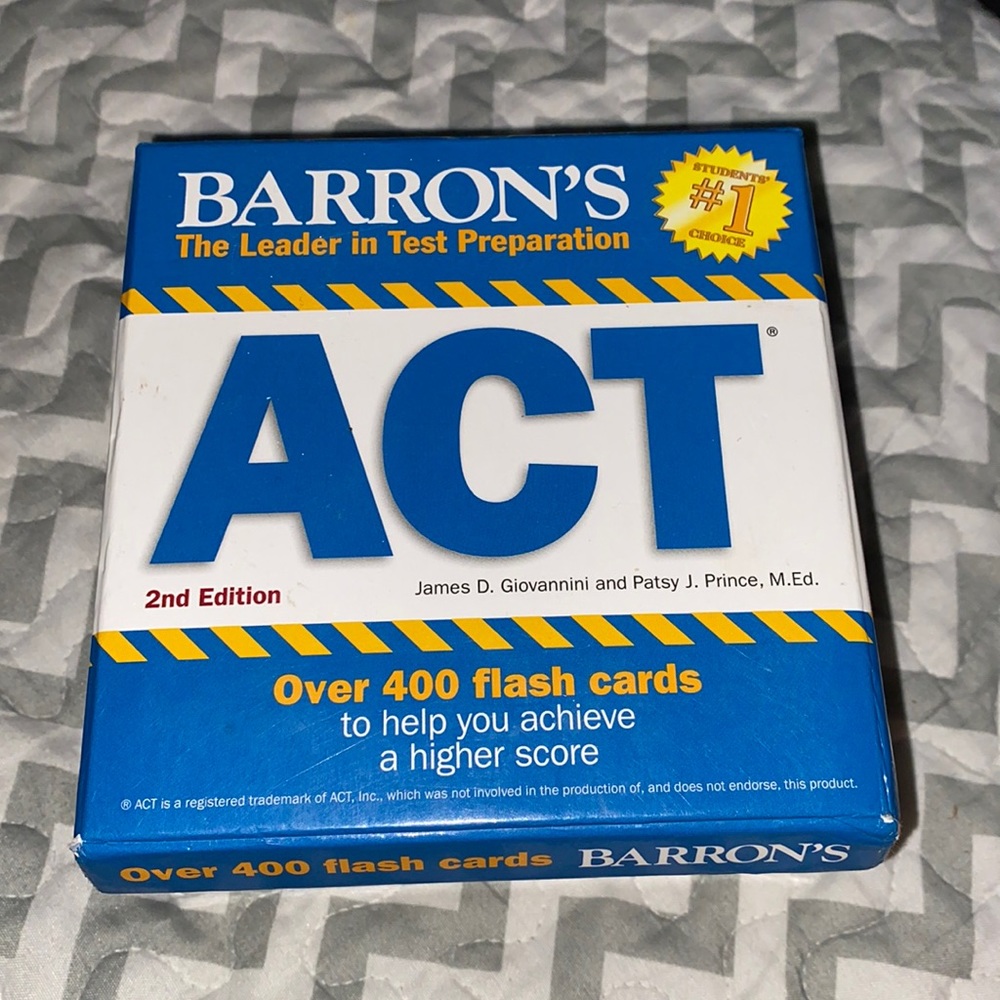 BARRON'S
The Leader in Test Preparation
STUDENTS'
#1
CHOICE
ACT®
2nd Edition
James D. Giovannini and Patsy J. Prince, M.Ed.
Over 400 flash cards
to help you achieve
a higher score
® ACT is a registered trademark of ACT, Inc., which was not involved in the production of, and does not endorse, this product.
Over 400 flash cards BARRON'S